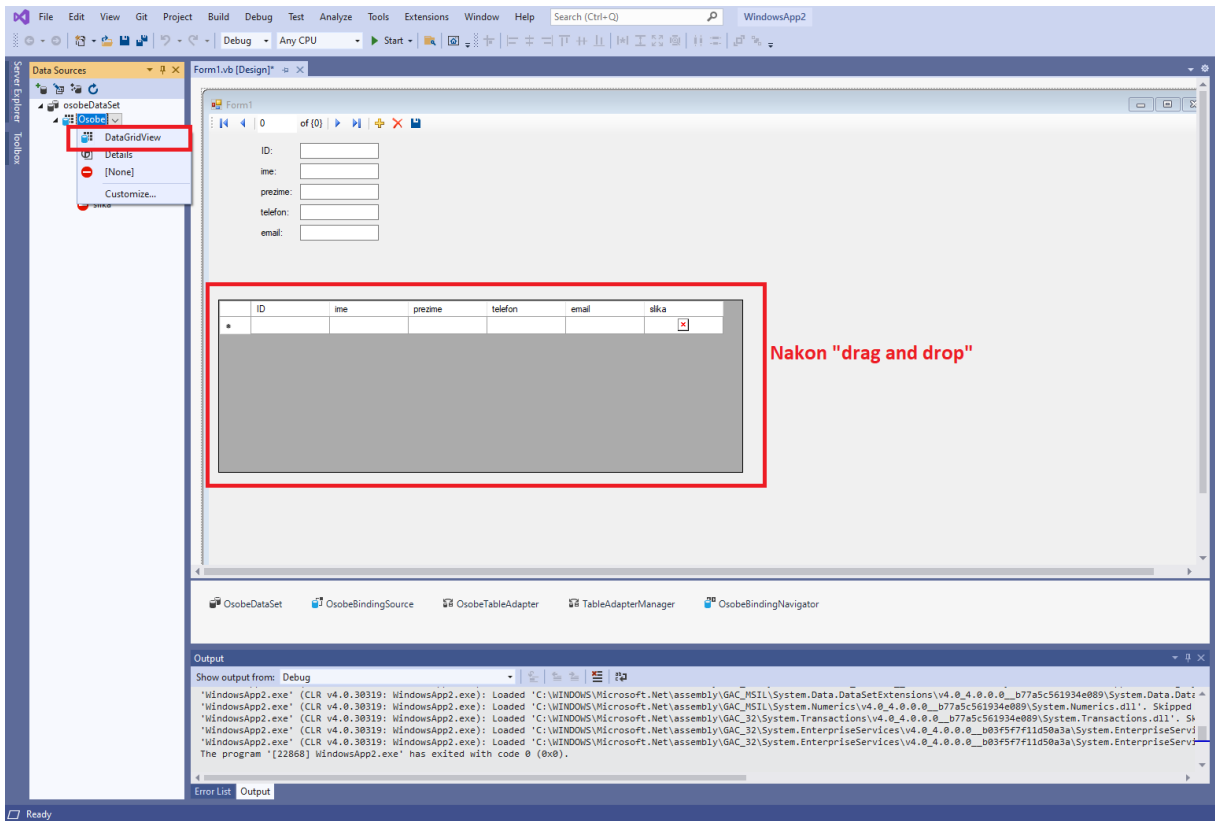 File Edit View Git Project Build Debug Test Analyze Tools Extensions Window Help Search (Ctrl+Q) WindowsApp2
Debug Any CPU Start
Server Explorer
Toolbox
Data Sources
osobeDataSet
Osobe
DataGridView
Details
[None]
Customize...
slika
Form1.vb [Design]*
Form1
0 of {0}
ID:
ime:
prezime:
telefon:
email:
ID ime prezime telefon email slika
Nakon "drag and drop"
OsobeDataSet OsobeBindingSource OsobeTableAdapter TableAdapterManager OsobeBindingNavigator
Output
Show output from: Debug
'WindowsApp2.exe' (CLR v4.0.30319: WindowsApp2.exe): Loaded 'C:\WINDOWS\Microsoft.Net\assembly\GAC_MSIL\System.Data.DataSetExtensions\v4.0_4.0.0.0__b77a5c561934e089\System.Data.Data
'WindowsApp2.exe' (CLR v4.0.30319: WindowsApp2.exe): Loaded 'C:\WINDOWS\Microsoft.Net\assembly\GAC_MSIL\System.Numerics\v4.0_4.0.0.0__b77a5c561934e089\System.Numerics.dll'. Skipped
'WindowsApp2.exe' (CLR v4.0.30319: WindowsApp2.exe): Loaded 'C:\WINDOWS\Microsoft.Net\assembly\GAC_32\System.Transactions\v4.0_4.0.0.0__b77a5c561934e089\System.Transactions.dll'. Sk
'WindowsApp2.exe' (CLR v4.0.30319: WindowsApp2.exe): Loaded 'C:\WINDOWS\Microsoft.Net\assembly\GAC_32\System.EnterpriseServices\v4.0_4.0.0.0__b03f5f7f11d50a3a\System.EnterpriseServi
'WindowsApp2.exe' (CLR v4.0.30319: WindowsApp2.exe): Loaded 'C:\WINDOWS\Microsoft.Net\assembly\GAC_32\System.EnterpriseServices\v4.0_4.0.0.0__b03f5f7f11d50a3a\System.EnterpriseServi
The program '[22868] WindowsApp2.exe' has exited with code 0 (0x0).
Error List Output
Ready